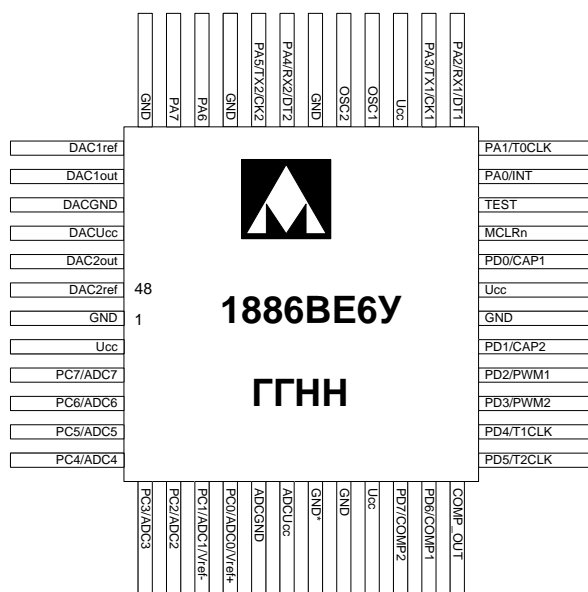 GND
PA7
PA6
GND
PA5/TX2/CK2
PA4/RX2/DT2
GND
OSC2
OSC1
Ucc
PA3/TX1/CK1
PA2/RX1/DT1
DAC1ref
DAC1out
DACGND
DACUcc
DAC2out
DAC2ref
GND
Ucc
PC7/ADC7
PC6/ADC6
PC5/ADC5
PC4/ADC4
48
1
1886ВЕ6У
ГГНН
PA1/T0CLK
PA0/INT
TEST
MCLRn
PD0/CAP1
Ucc
GND
PD1/CAP2
PD2/PWM1
PD3/PWM2
PD4/T1CLK
PD5/T2CLK
PC3/ADC3
PC2/ADC2
PC1/ADC1/Vref-
PC0/ADC0/Vref+
ADCGND
ADCUcc
GND*
GND
Ucc
PD7/COMP2
PD6/COMP1
COMP_OUT